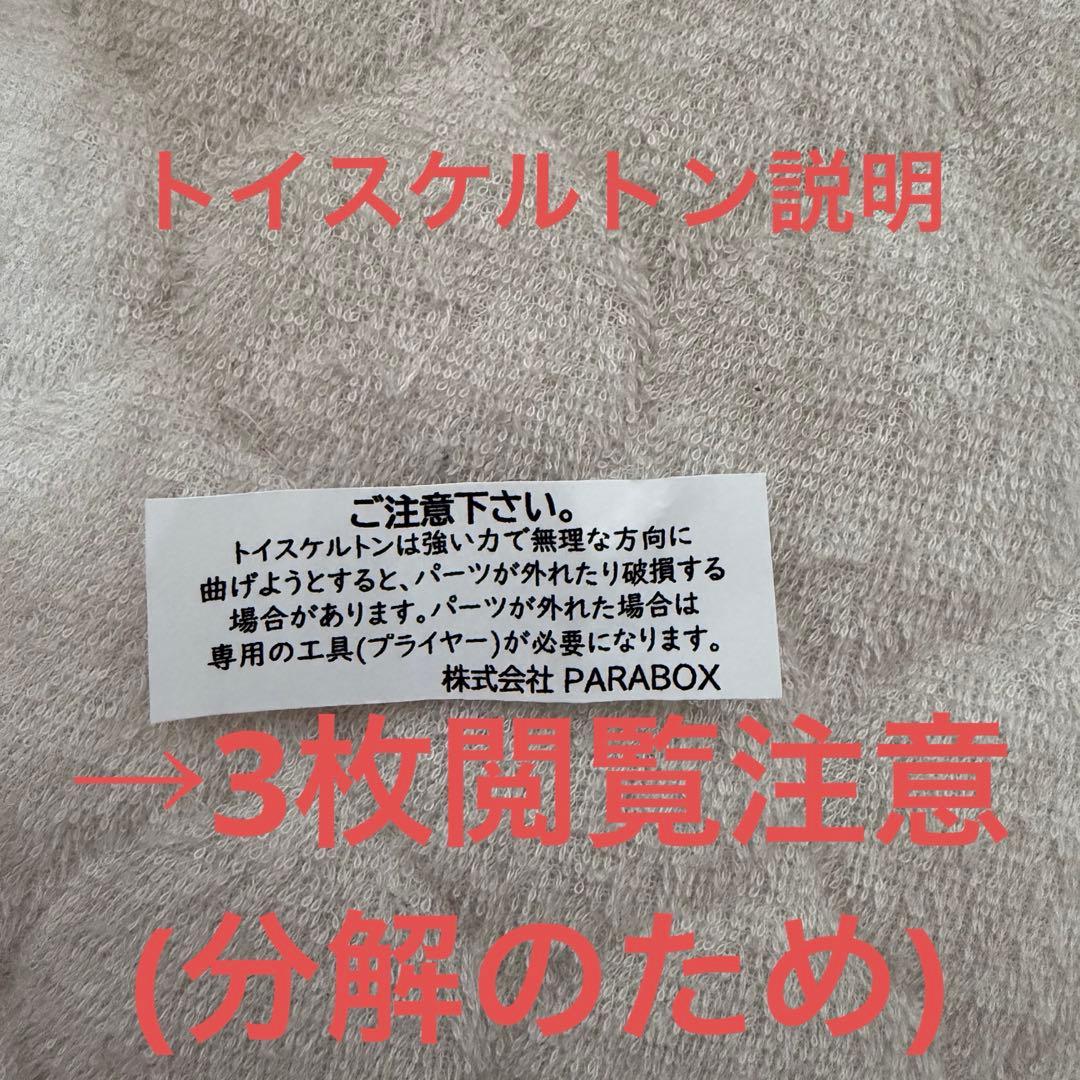 トイスケルトン説明
ご注意下さい。
トイスケルトンは強い力で無理な方向に
曲げようとすると、パーツが外れたり破損する
場合があります。パーツが外れた場合は
専用の工具(プライヤー)が必要になります。
株式会社 PARABOX
→3枚閲覧注意
(分解のため)